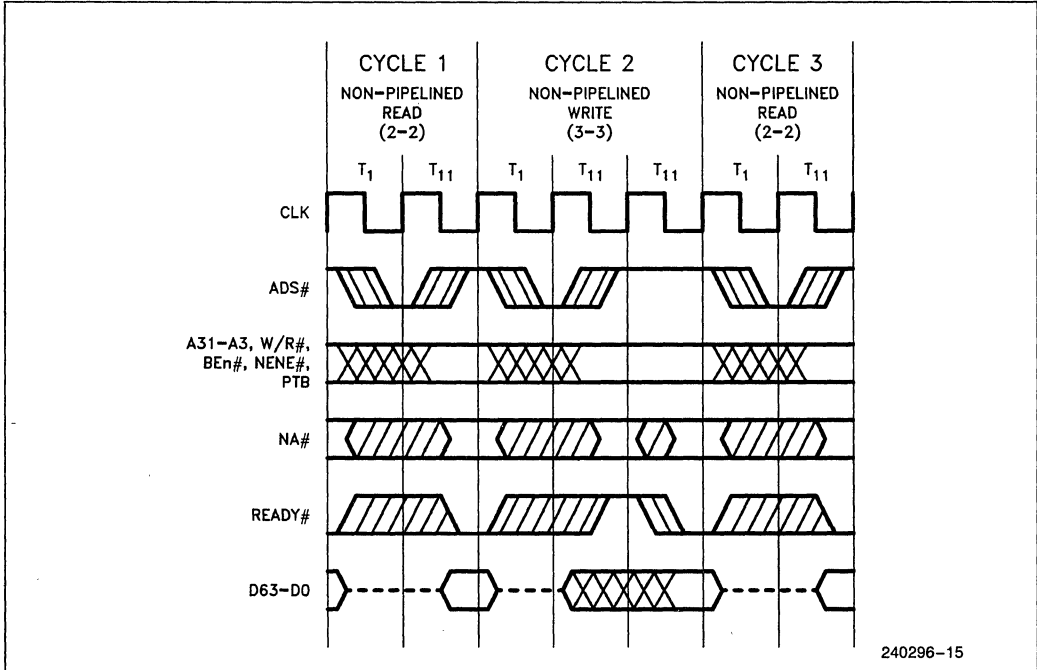 CYCLE 1 CYCLE 2 CYCLE 3
NON-PIPELINED NON-PIPELINED NON-PIPELINED
READ WRITE READ
(2-2) (3-3) (2-2)
T1 T11 T1 T11 T11 T1 T11
CLK
ADS#
A31-A3, W/R#,
BEn#, NENE#,
PTB
NA#
READY#
D63-D0
240296-15